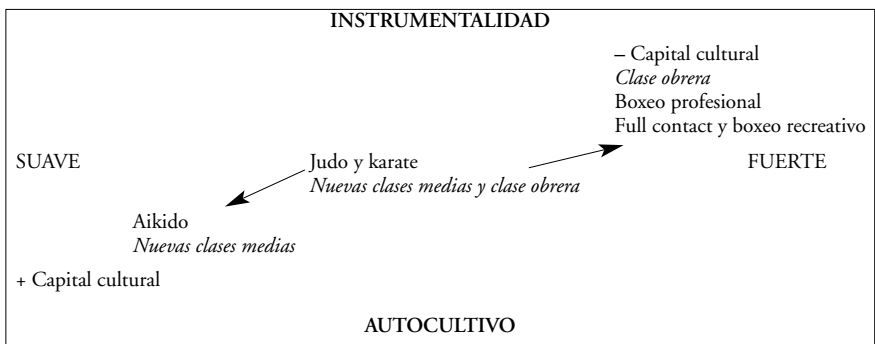 INSTRUMENTALIDAD
– Capital cultural
Clase obrera
Boxeo profesional
Full contact y boxeo recreativo
SUAVE
Judo y karate
FUERTE
Nuevas clases medias y clase obrera
Aikido
Nuevas clases medias
+ Capital cultural
AUTOCULTIVO